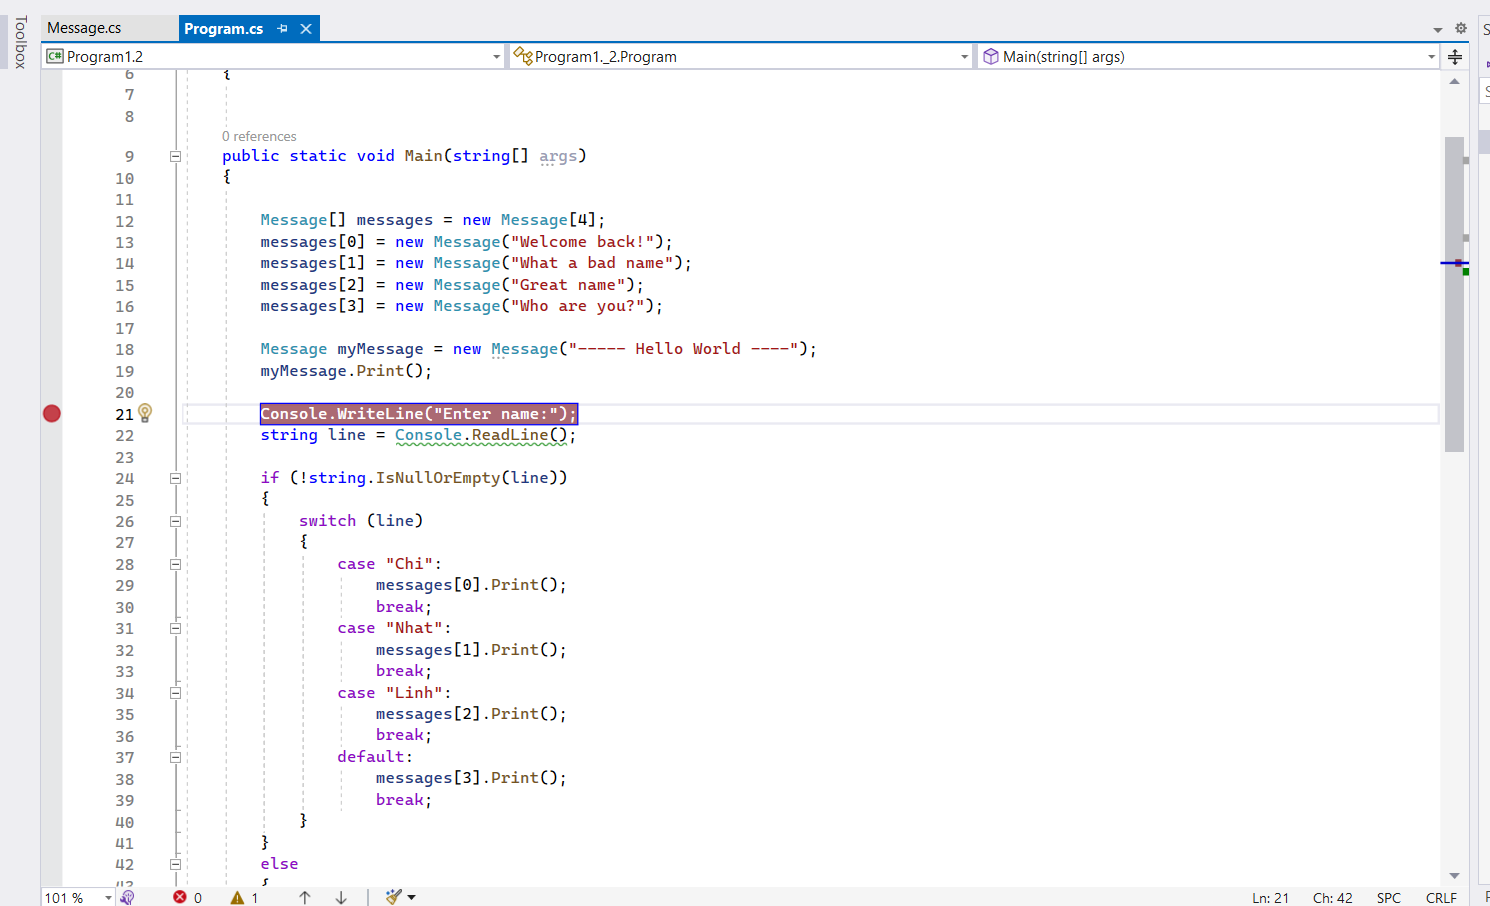 Toolbox
Message.cs
Program.cs
C# Program1.2
Program1._2.Program
Main(string[] args)
6 {
7
8
0 references
9 public static void Main(string[] args)
10 {
11
12 Message[] messages = new Message[4];
13 messages[0] = new Message("Welcome back!");
14 messages[1] = new Message("What a bad name");
15 messages[2] = new Message("Great name");
16 messages[3] = new Message("Who are you?");
17
18 Message myMessage = new Message("----- Hello World ----");
19 myMessage.Print();
20
21 Console.WriteLine("Enter name:");
22 string line = Console.ReadLine();
23
24 if (!string.IsNullOrEmpty(line))
25 {
26 switch (line)
27 {
28 case "Chi":
29 messages[0].Print();
30 break;
31 case "Nhat":
32 messages[1].Print();
33 break;
34 case "Linh":
35 messages[2].Print();
36 break;
37 default:
38 messages[3].Print();
39 break;
40 }
41 }
42 else
43 {
101 %
0
1
Ln: 21
Ch: 42
SPC
CRLF